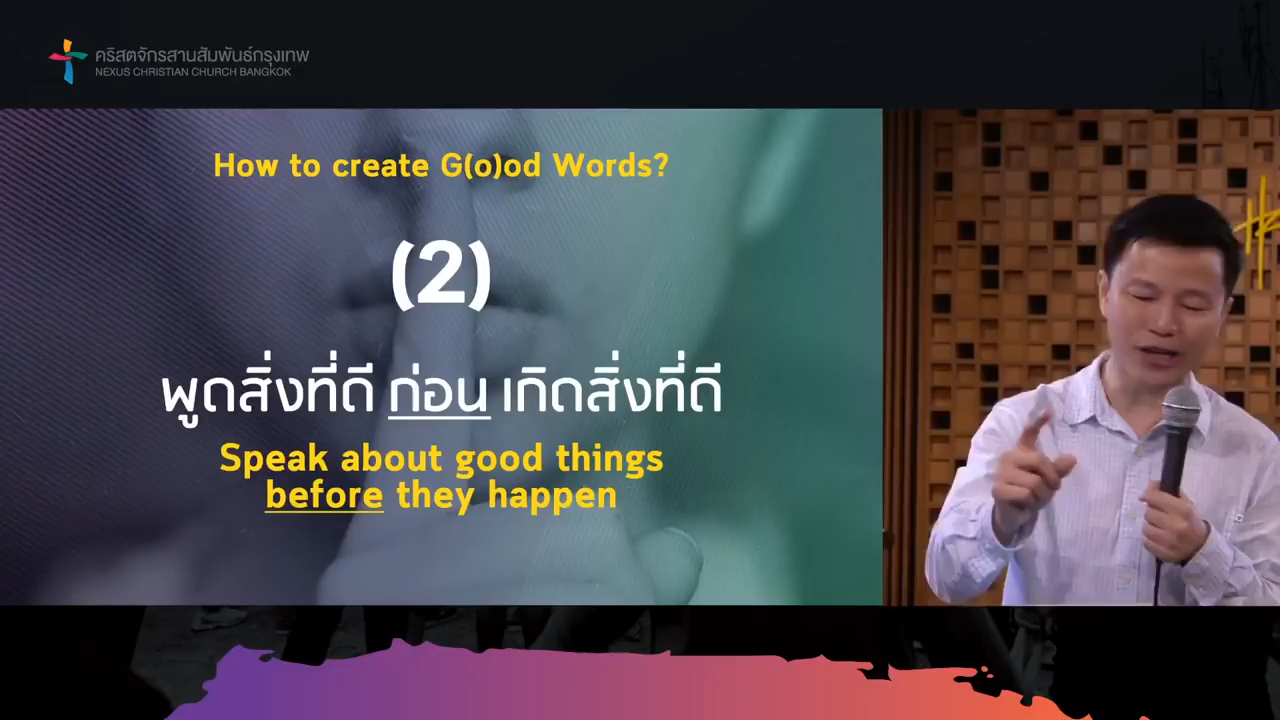 คริสตจักรสานสัมพันธ์กรุงเทพ
NEXUS CHRISTIAN CHURCH BANGKOK
How to create G(o)od Words?
(2)
พูดสิ่งที่ดี ก่อน เกิดสิ่งที่ดี
Speak about good things
before they happen